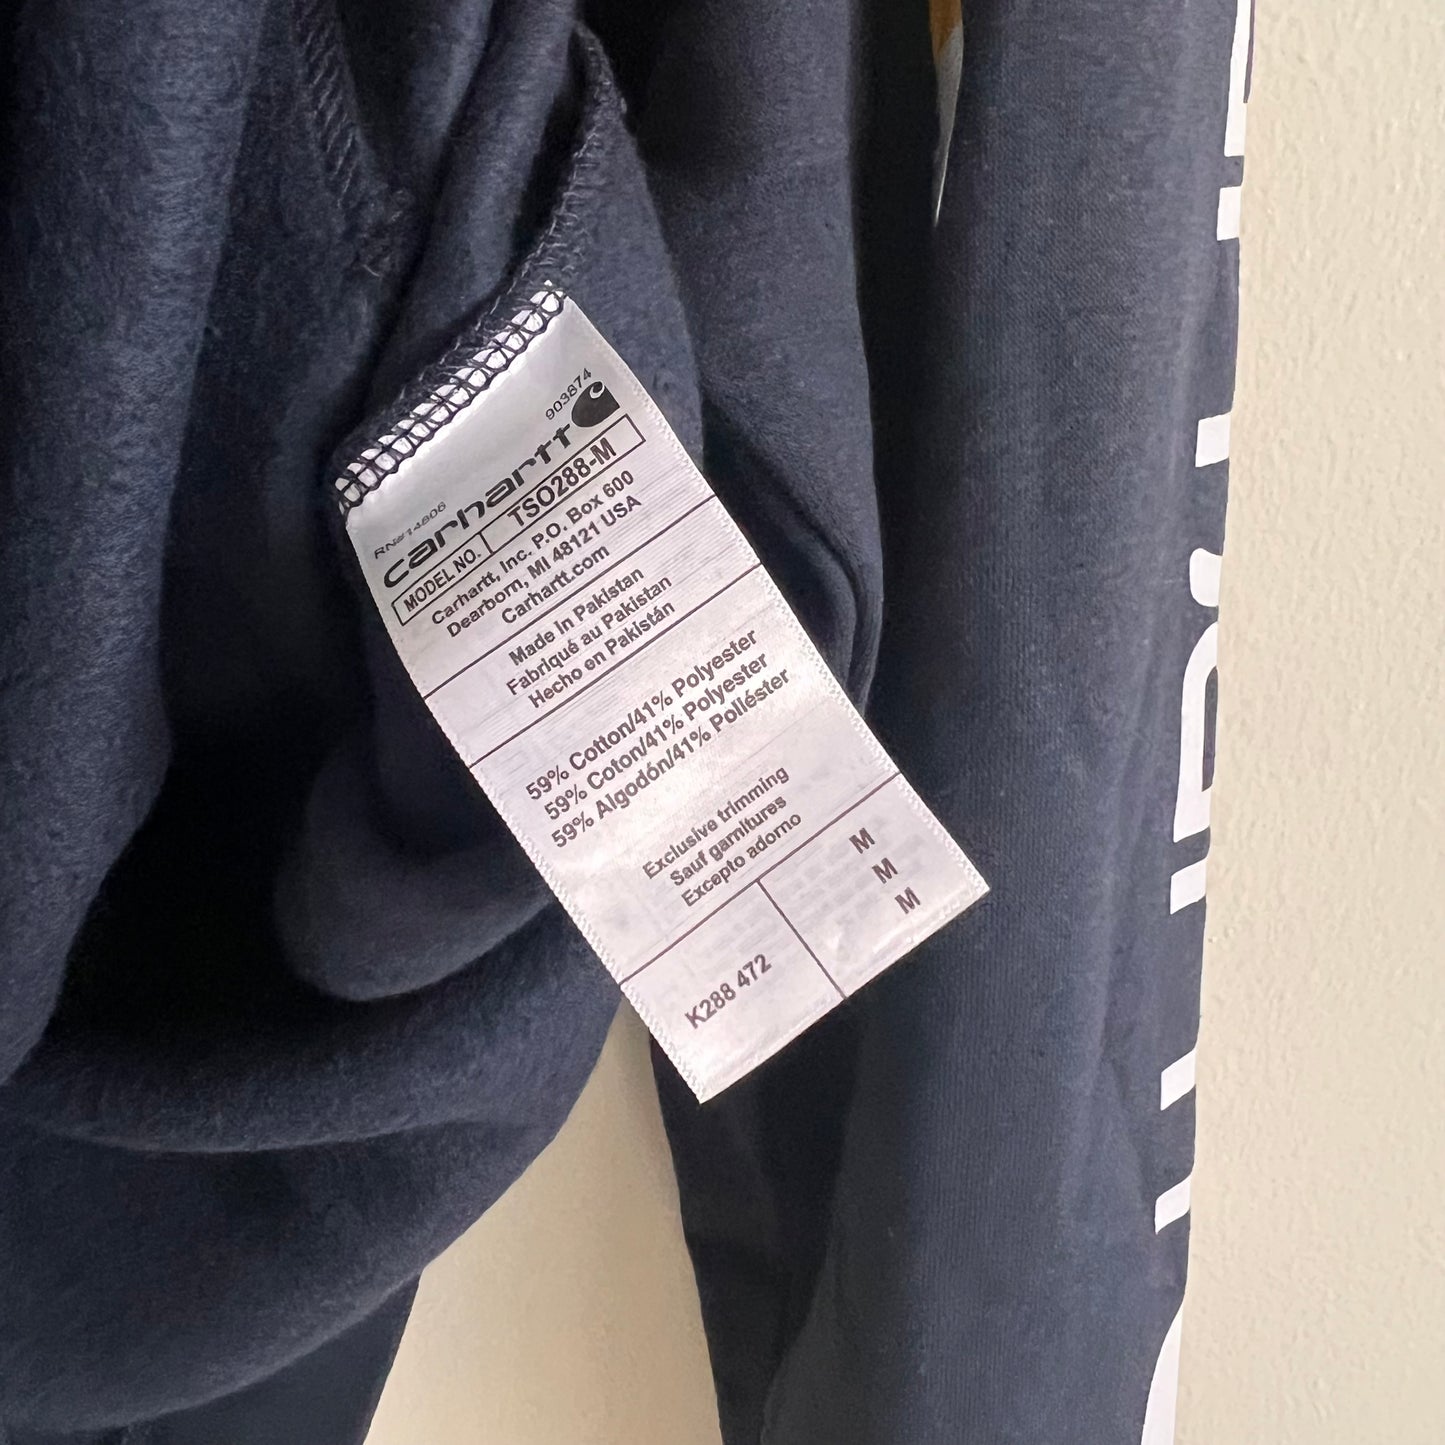 RN#14806 903874
carhartt
MODEL NO. TSO288-M
Carhartt, Inc. P.O. Box 600
Dearborn, MI 48121 USA
Carhartt.com
Made in Pakistan
Fabriqué au Pakistan
Hecho en Pakistán
59% Cotton/41% Polyester
59% Coton/41% Polyester
59% Algodón/41% Poliéster
Exclusive trimming
Sauf garnitures
Excepto adorno
K288 472
M
M
M